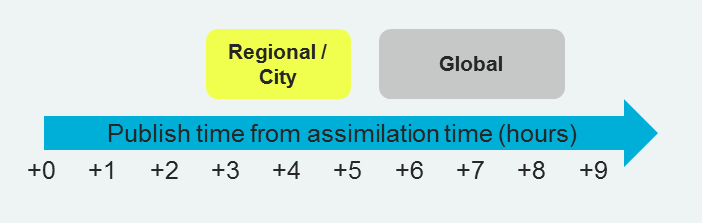 Regional /
City
Global
Publish time from assimilation time (hours)
+0 +1 +2 +3 +4 +5 +6 +7 +8 +9